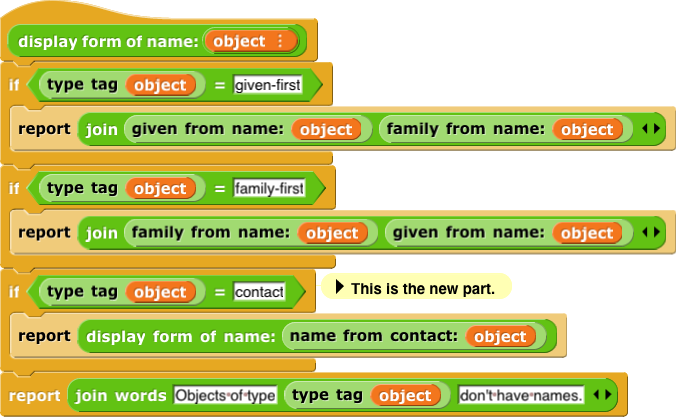 display form of name: object
if type tag object = given-first
report join given from name: object family from name: object
if type tag object = family-first
report join family from name: object given from name: object
if type tag object = contact This is the new part.
report display form of name: name from contact: object
report join words Objects of type type tag object don't have names.